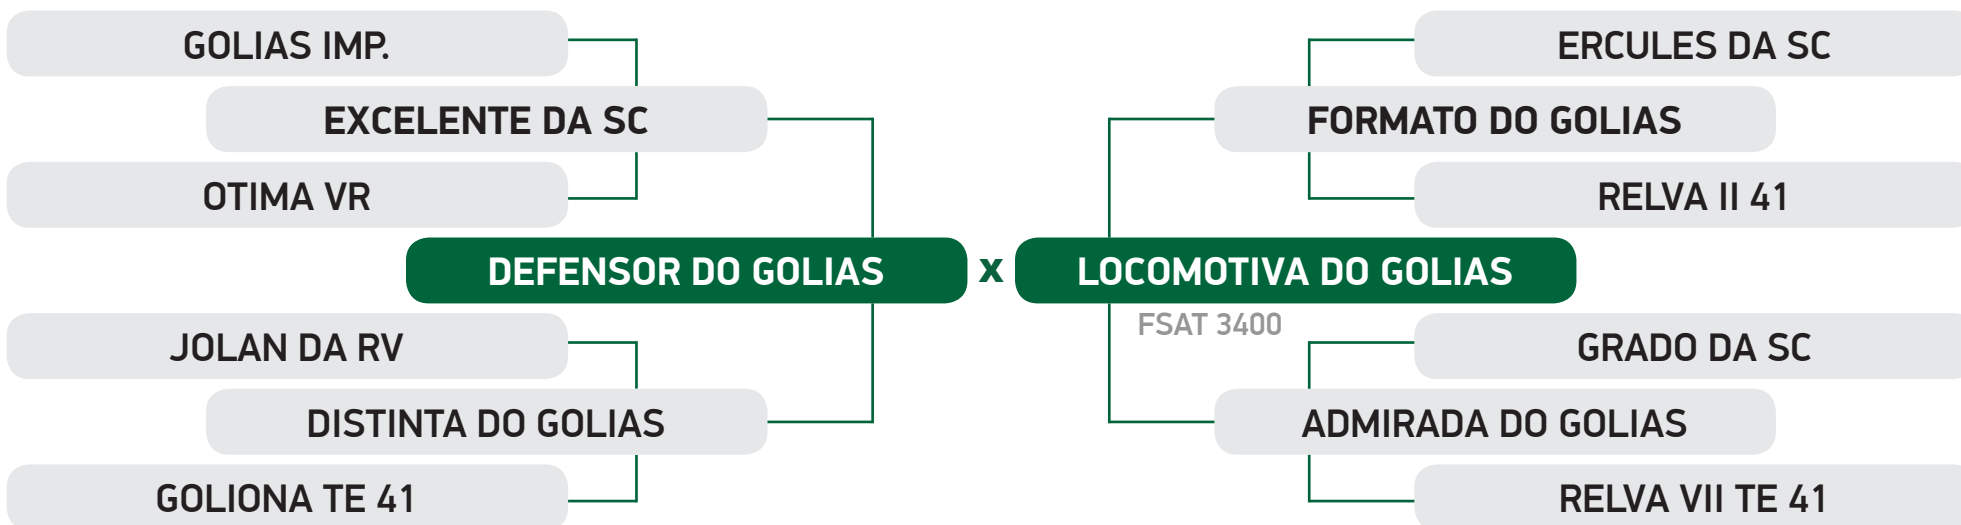 GOLIAS IMP.
ERCULES DA SC
EXCELENTE DA SC
FORMATO DO GOLIAS
OTIMA VR
RELVA II 41
DEFENSOR DO GOLIAS x LOCOMOTIVA DO GOLIAS
FSAT 3400
JOLAN DA RV
GRADO DA SC
DISTINTA DO GOLIAS
ADMIRADA DO GOLIAS
GOLIONA TE 41
RELVA VII TE 41